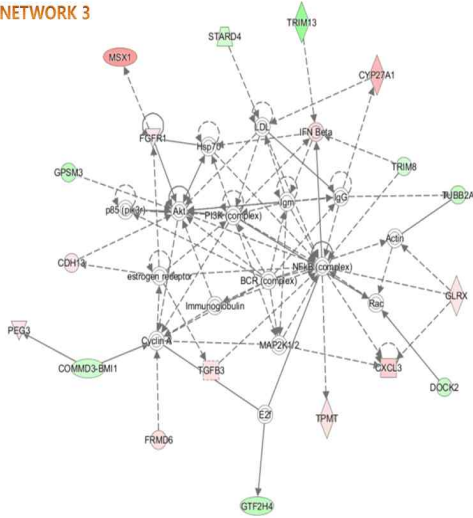 NETWORK 3
TRIM13
STARD4
MSX1
CYP27A1
LDL
IFN Beta
FGFR1
Hsp70
TRIM8
GPSM3
TUBB2A
IgG
Igm
p85 (pik3r)
Akt
PI3K (complex)
Actin
CDH13
NFkB (complex)
estrogen receptor
BCR (complex)
GLRX
Rac
Immunoglobulin
PEG3
Cyclin A
MAP2K1/2
COMMD3-BMI1
TGFB3
CXCL3
DOCK2
E2f
TPMT
FRMD6
GTF2H4